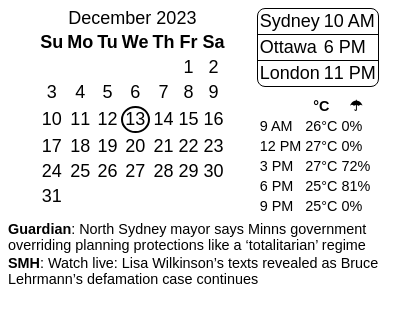 December 2023
Su Mo Tu We Th Fr Sa
1 2
3 4 5 6 7 8 9
10 11 12 13 14 15 16
17 18 19 20 21 22 23
24 25 26 27 28 29 30
31
Sydney 10 AM
Ottawa 6 PM
London 11 PM
°C ☂
9 AM 26°C 0%
12 PM 27°C 0%
3 PM 27°C 72%
6 PM 25°C 81%
9 PM 25°C 0%
Guardian: North Sydney mayor says Minns government
overriding planning protections like a ‘totalitarian’ regime
SMH: Watch live: Lisa Wilkinson’s texts revealed as Bruce
Lehrmann’s defamation case continues